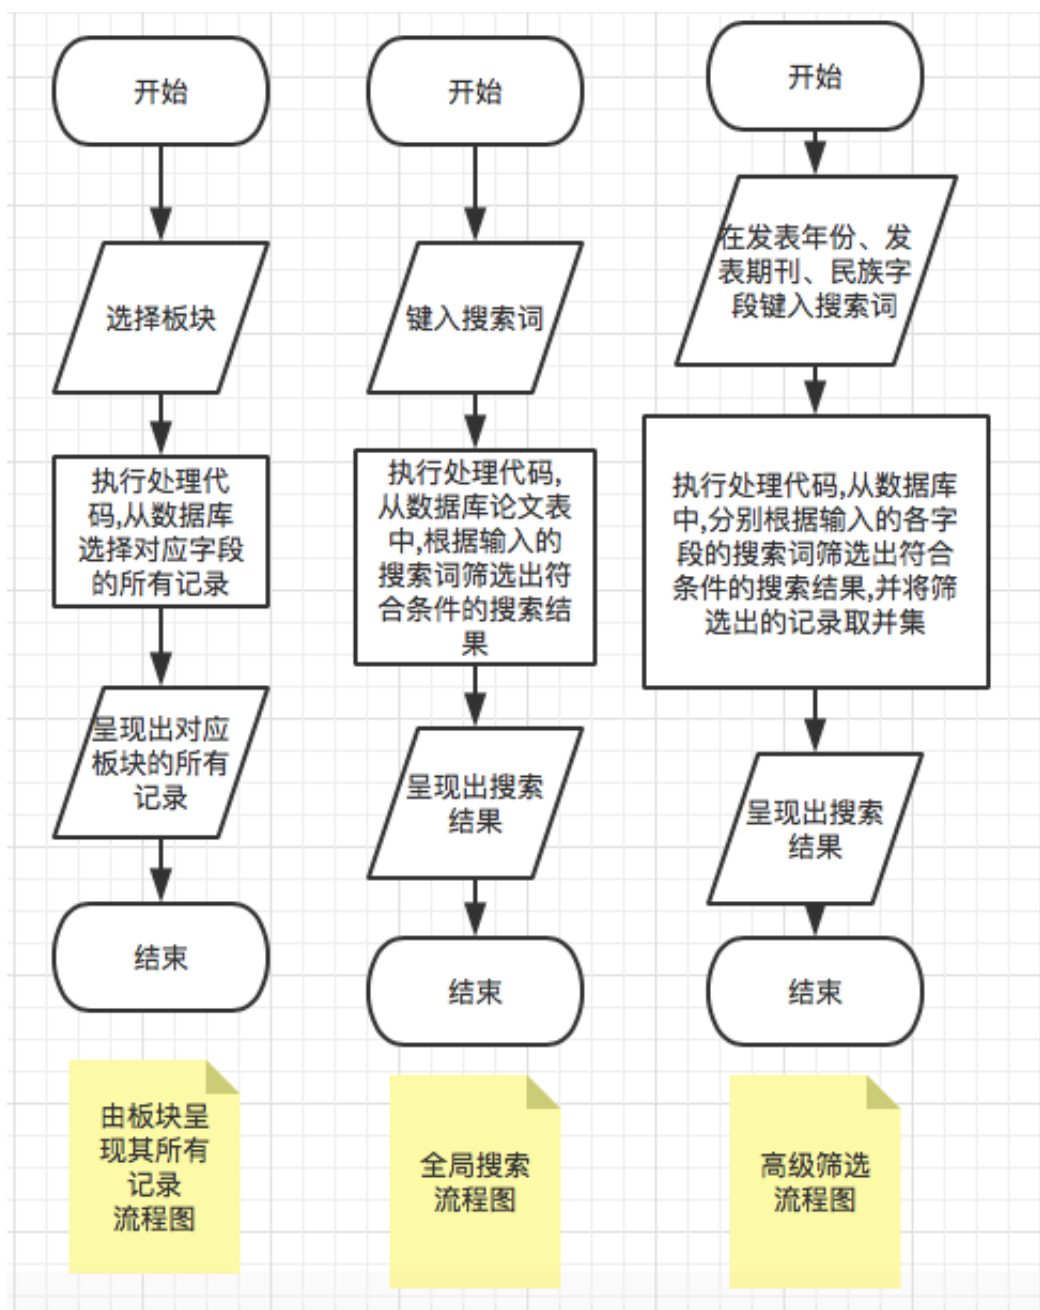 开始
选择板块
执行处理代
码,从数据库
选择对应字段
的所有记录
呈现出对应
板块的所有
记录
结束
由板块呈
现其所有
记录
流程图
开始
键入搜索词
执行处理代码,
从数据库论文表
中,根据输入的
搜索词筛选出符
合条件的搜索结
果
呈现出搜索
结果
结束
全局搜索
流程图
开始
在发表年份、发
表期刊、民族字
段键入搜索词
执行处理代码,从数据库
中,分别根据输入的各字
段的搜索词筛选出符合
条件的搜索结果,并将筛
选出的记录取并集
呈现出搜索
结果
结束
高级筛选
流程图